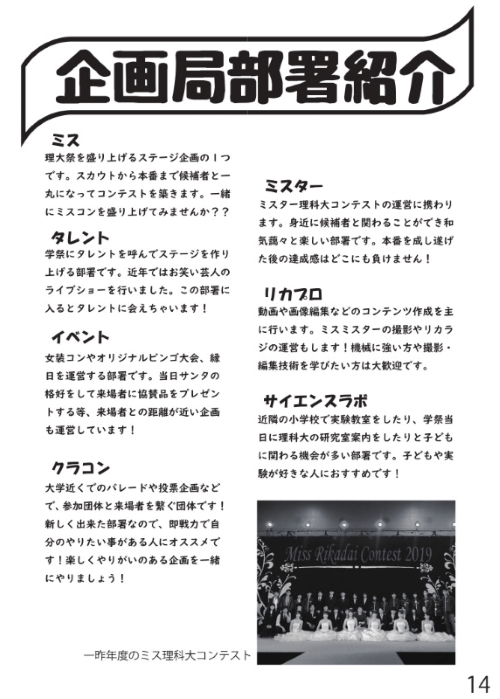 企画局部署紹介
ミス
理大祭を盛り上げるステージ企画の1つ
です。スカウトから本番まで候補者と一
丸になってコンテストを築きます。一緒
にミスコンを盛り上げてみませんか？？
タレント
学祭にタレントを呼んでステージを作り
上げる部署です。近年ではお笑い芸人の
ライブショーを行いました。この部署に
入るとタレントに会えちゃいます！
イベント
女装コンやオリジナルビンゴ大会、縁
日を運営する部署です。当日サンタの
格好をして来場者に協賛品をプレゼン
トする等、来場者との距離が近い企画
も運営しています！
クラコン
大学近くでのパレードや投票企画など
で、参加団体と来場者を繋ぐ団体です！
新しく出来た部署なので、即戦力で自
分のやりたい事がある人にオススメで
す！楽しくやりがいのある企画を一緒
にやりましょう！
ミスター
ミスター理科大コンテストの運営に携わり
ます。身近に候補者と関わることができ和
気藹々と楽しい部署です。本番を成し遂げ
た後の達成感はどこにも負けません！
リカプロ
動画や画像編集などのコンテンツ作成を主
に行います。ミスミスターの撮影やリカラ
ジの運営もします！機械に強い方や撮影・
編集技術を学びたい方は大歓迎です。
サイエンスラボ
近隣の小学校で実験教室をしたり、学祭当
日に理科大の研究室案内をしたりと子ども
に関わる機会が多い部署です。子どもや実
験が好きな人におすすめです！
Miss Rikadai Contest 2019
一昨年度のミス理科大コンテスト
14